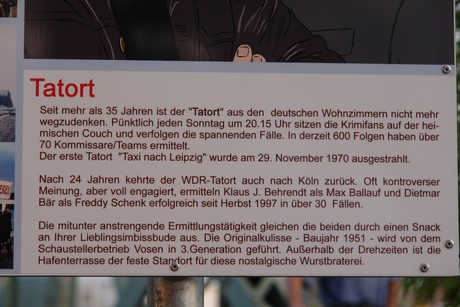 Tatort
Seit mehr als 35 Jahren ist der "Tatort" aus den deutschen Wohnzimmern nicht mehr
wegzudenken. Pünktlich jeden Sonntag um 20.15 Uhr sitzen die Krimifans auf der hei-
mischen Couch und verfolgen die spannenden Fälle. In derzeit 600 Folgen haben über
70 Kommissare/Teams ermittelt.
Der erste Tatort "Taxi nach Leipzig" wurde am 29. November 1970 ausgestrahlt.
Nach 24 Jahren kehrte der WDR-Tatort auch nach Köln zurück. Oft kontroverser
Meinung, aber voll engagiert, ermitteln Klaus J. Behrendt als Max Ballauf und Dietmar
Bär als Freddy Schenk erfolgreich seit Herbst 1997 in über 30 Fällen.
Die mitunter anstrengende Ermittlungstätigkeit gleichen die beiden durch einen Snack
an Ihrer Lieblingsimbissbude aus. Die Originalkulisse - Baujahr 1951 - wird von dem
Schaustellerbetrieb Vosen in 3.Generation geführt. Außerhalb der Drehzeiten ist die
Hafenterrasse der feste Standort für diese nostalgische Wurstbraterei.